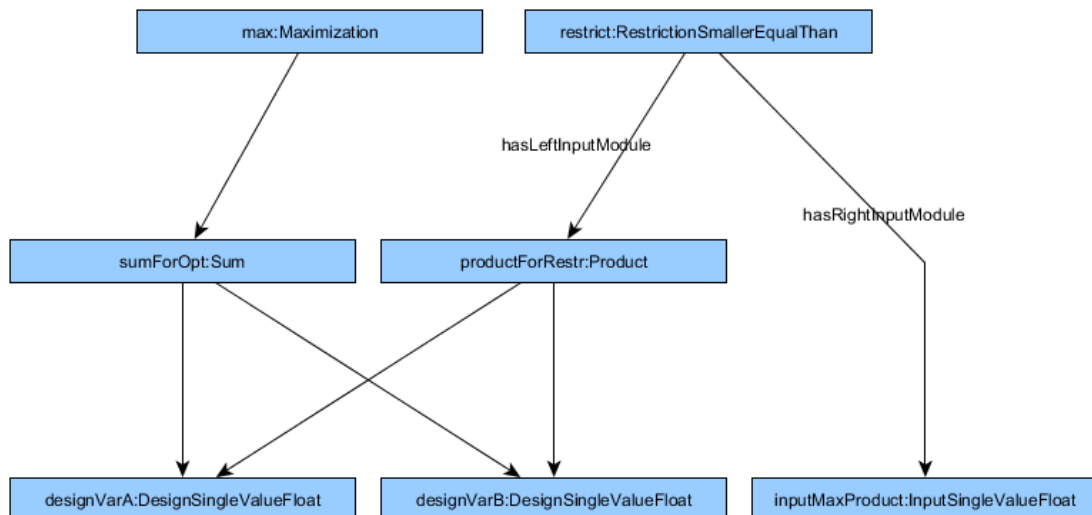 max:Maximization
restrict:RestrictionSmallerEqualThan
hasLeftInputModule
hasRightInputModule
sumForOpt:Sum
productForRestr:Product
designVarA:DesignSingleValueFloat
designVarB:DesignSingleValueFloat
inputMaxProduct:InputSingleValueFloat